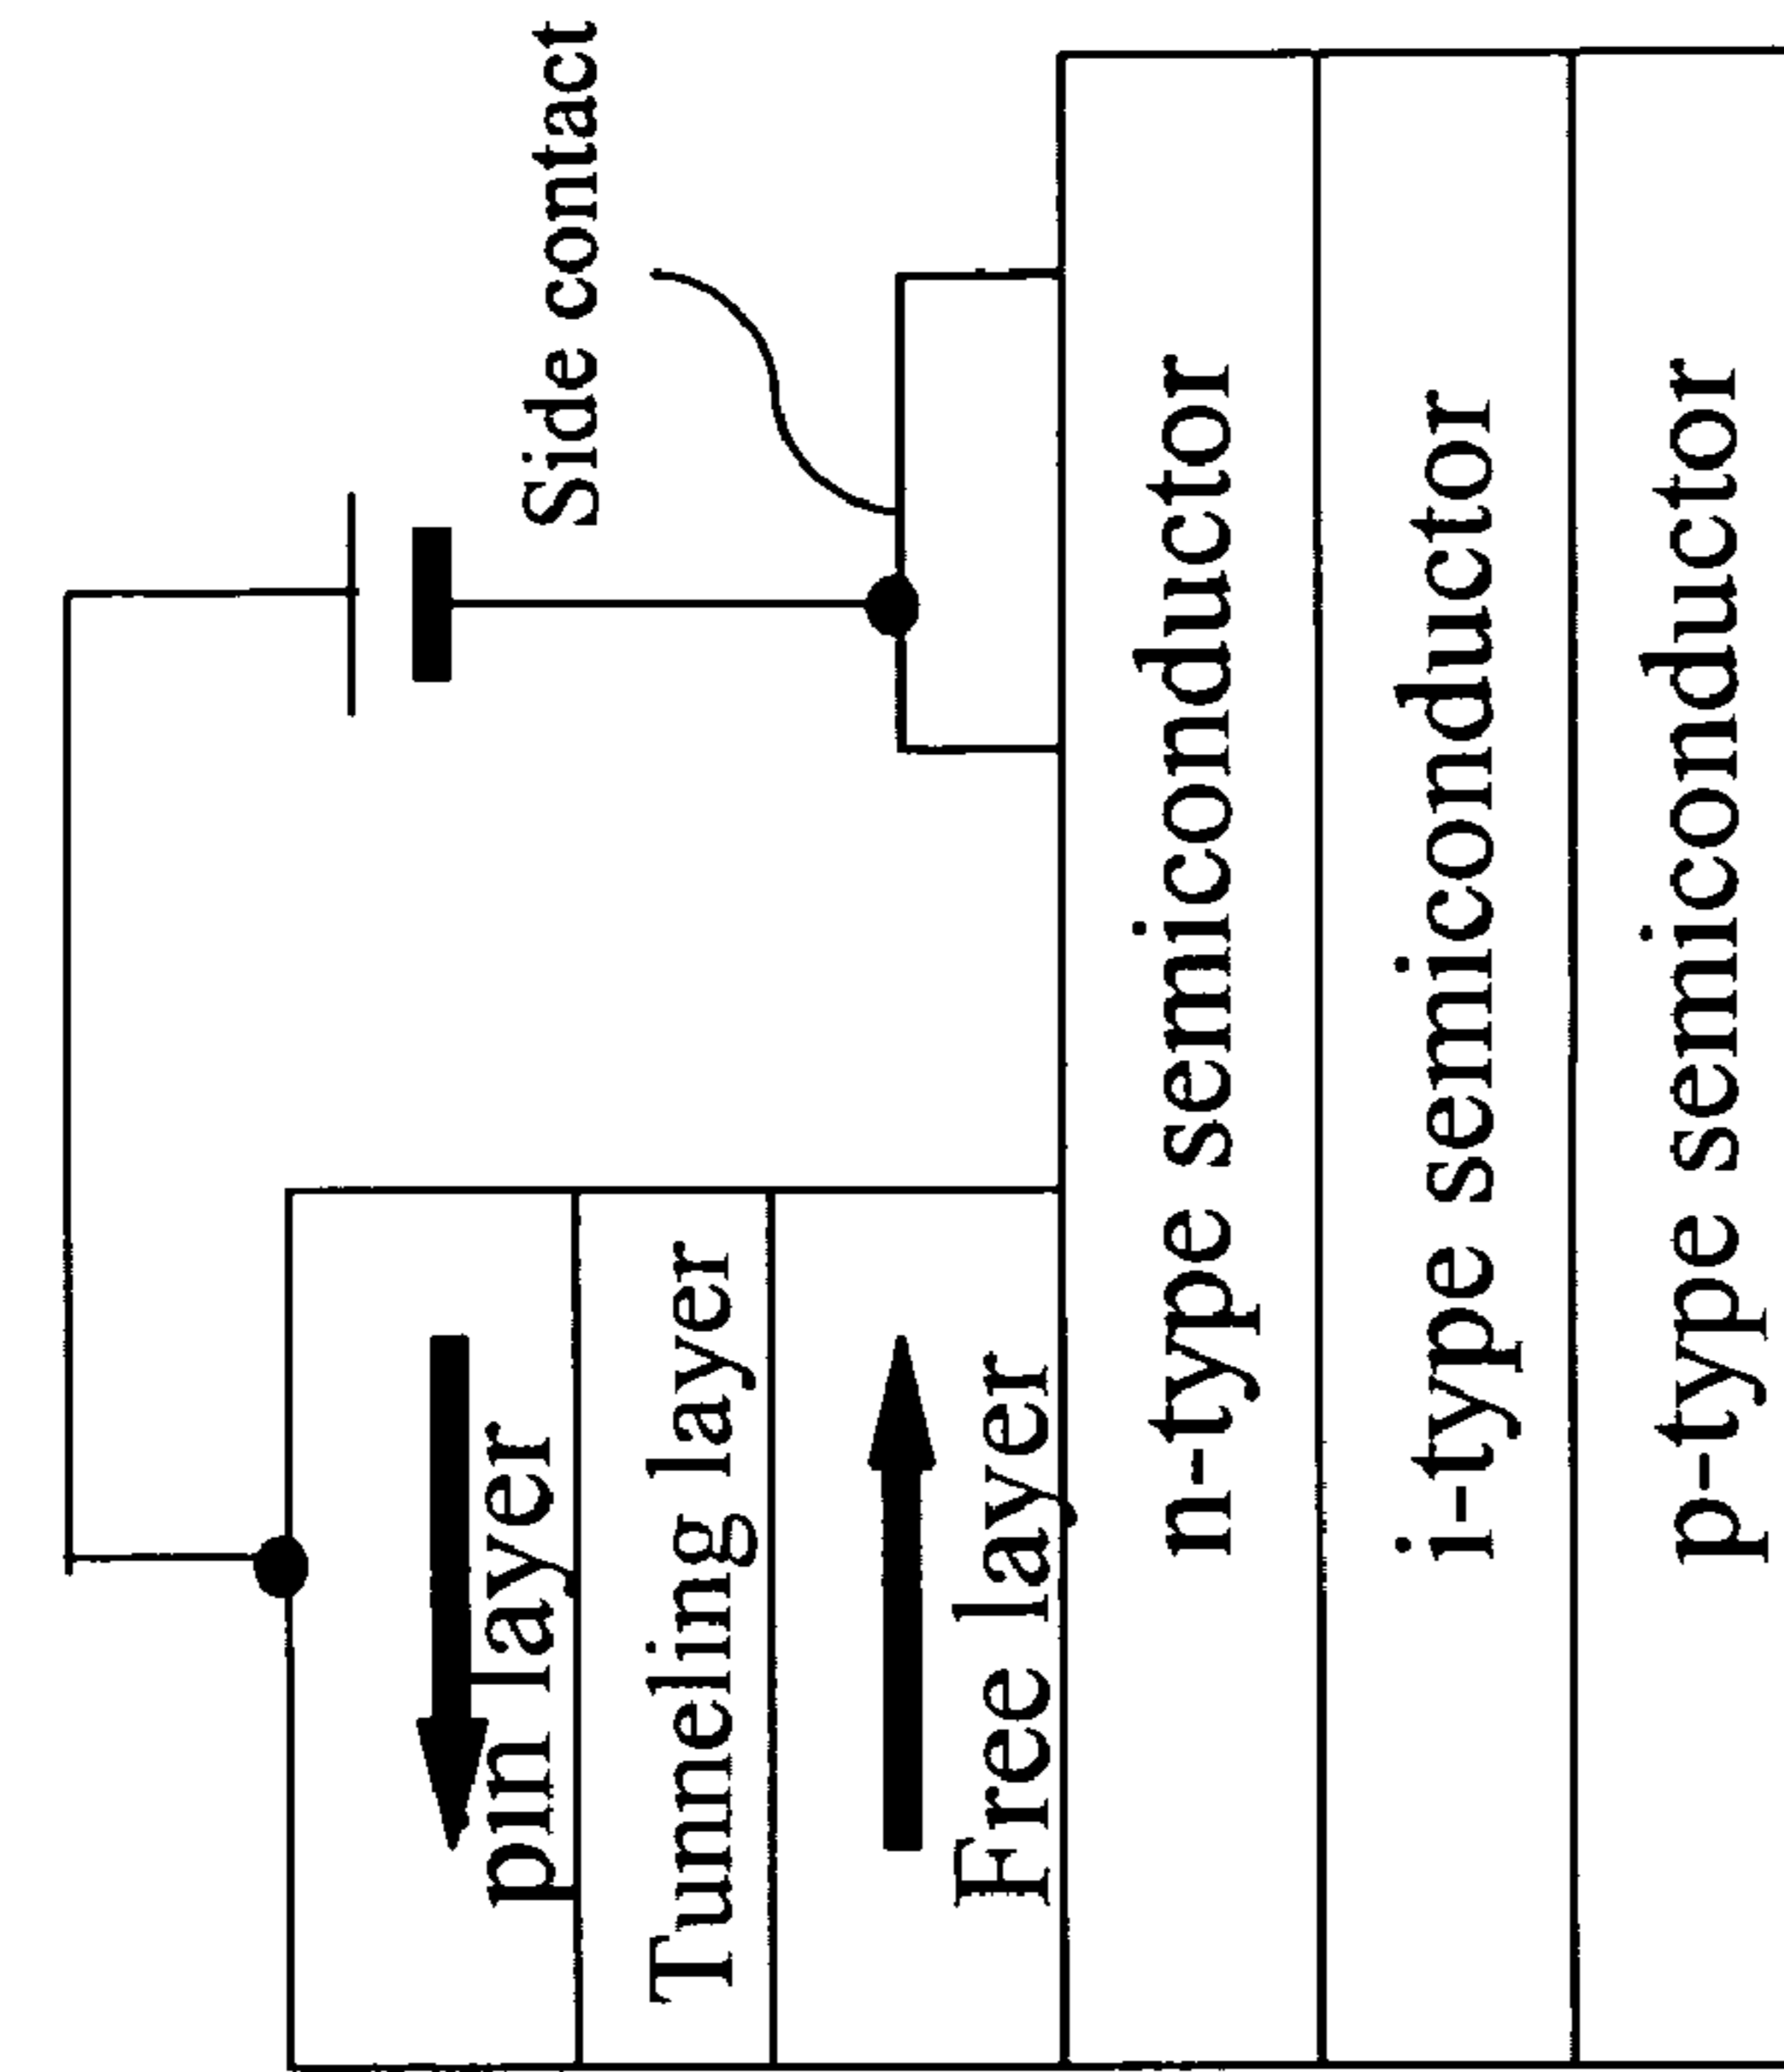 Side contact
pin layer
Tunneling layer
Free layer
n-type semiconductor
i-type semiconductor
p-type semiconductor